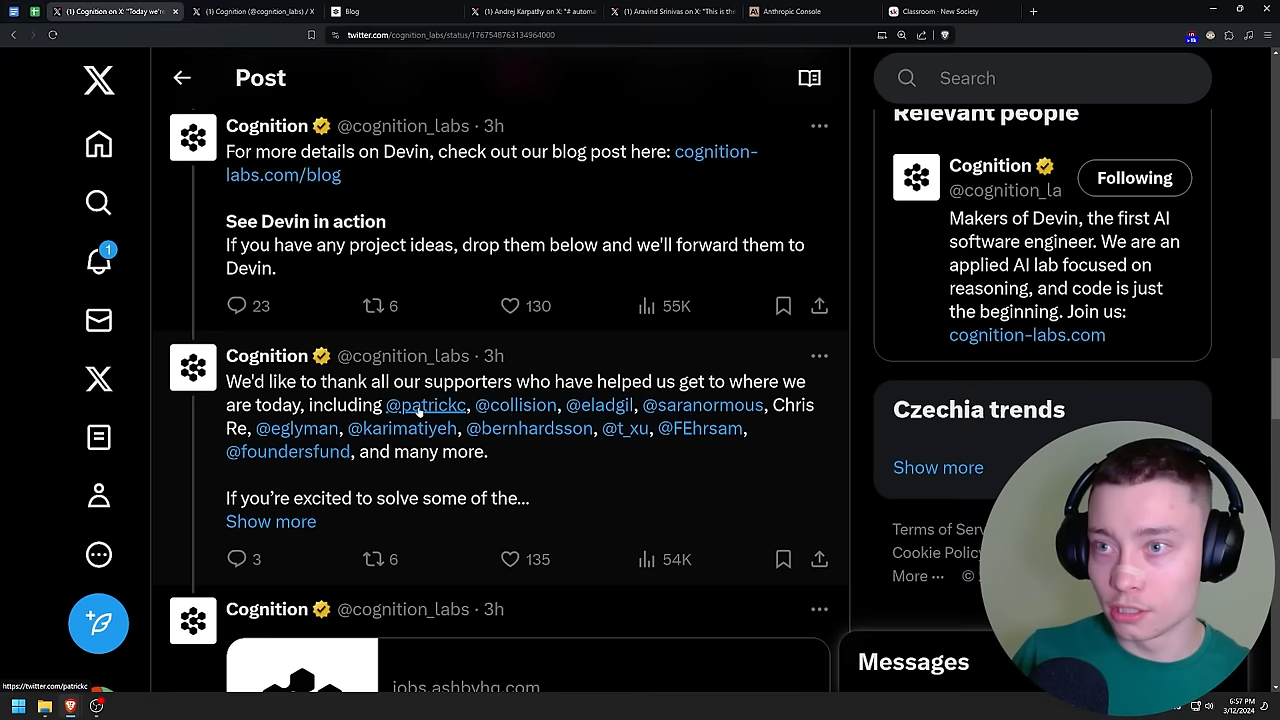 (1) Cognition on X: "Today we're
(1) Cognition (@cognition_labs) / X
Blog
(1) Andrej Karpathy on X: "# automa
(1) Aravind Srinivas on X: "This is th
Anthropic Console
Classroom - New Society
twitter.com/cognition_labs/status/1767548763134964000
Post
Search
Relevant people
Cognition @cognition_labs · 3h
For more details on Devin, check out our blog post here: cognition-
labs.com/blog
See Devin in action
If you have any project ideas, drop them below and we'll forward them to
Devin.
23 6 130 55K
Cognition @cognition_labs · 3h
We'd like to thank all our supporters who have helped us get to where we
are today, including @patrickc, @collision, @eladgil, @saranormous, Chris
Re, @eglyman, @karimatiyeh, @bernhardsson, @t_xu, @FEhrsam,
@foundersfund, and many more.
If you’re excited to solve some of the…
Show more
3 6 135 54K
Cognition @cognition_labs · 3h
jobs.ashbyhq.com
Cognition
@cognition_la
Following
Makers of Devin, the first AI
software engineer. We are an
applied AI lab focused on
reasoning, and code is just
the beginning. Join us:
cognition-labs.com
Czechia trends
Show more
Terms of Serv
Cookie Policy
More ··· ©
Messages
1
https://twitter.com/patrickc
6:57 PM
3/12/2024